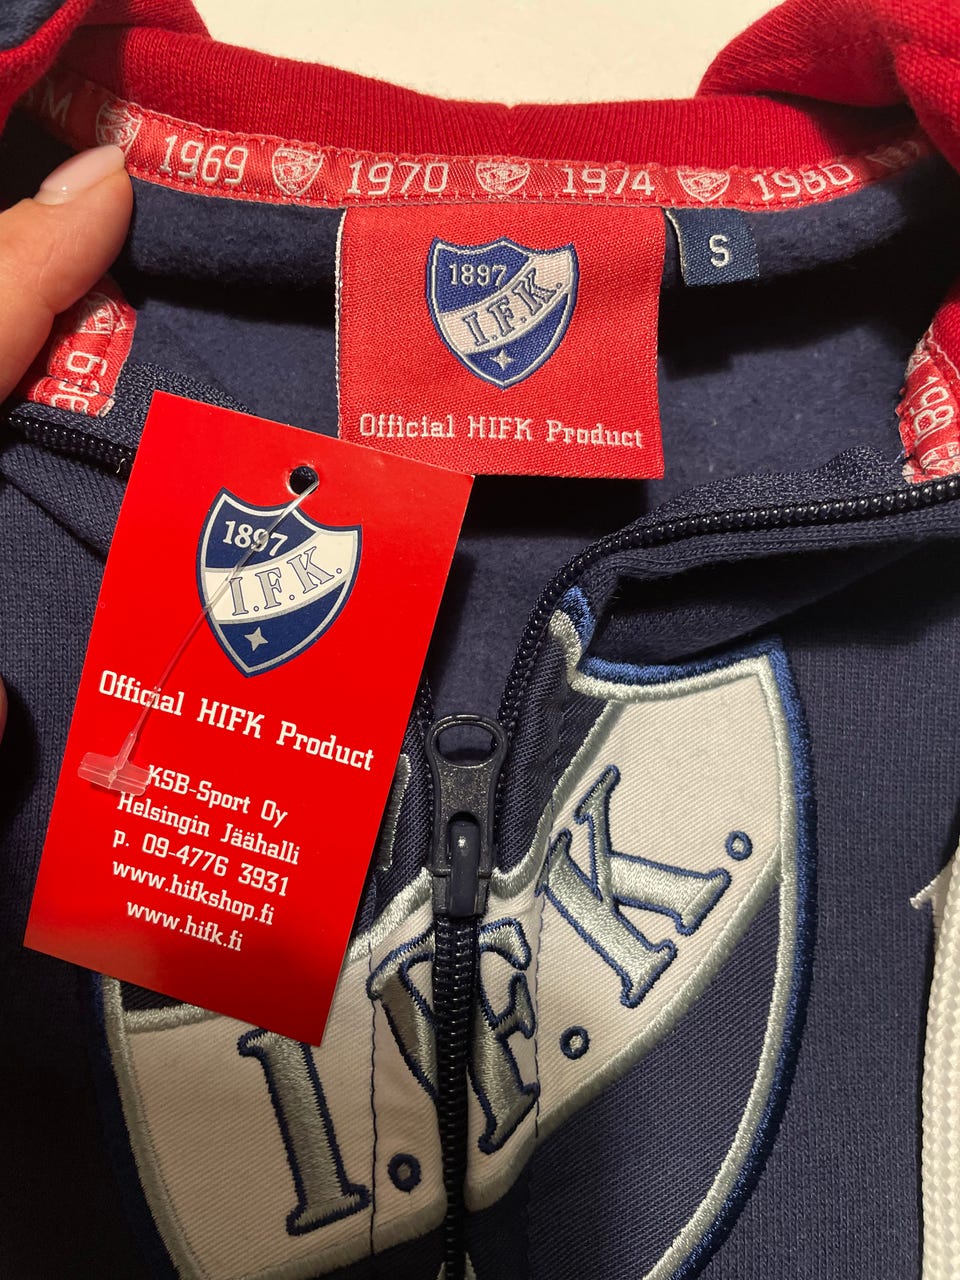 1969 1970 1974 1980
S
1897
I.F.K.
Official HIFK Product
1897
I.F.K.
Official HIFK Product
KSB-Sport Oy
Helsingin Jäähalli
p. 09-4776 3931
www.hifkshop.fi
www.hifk.fi
I.F.K.